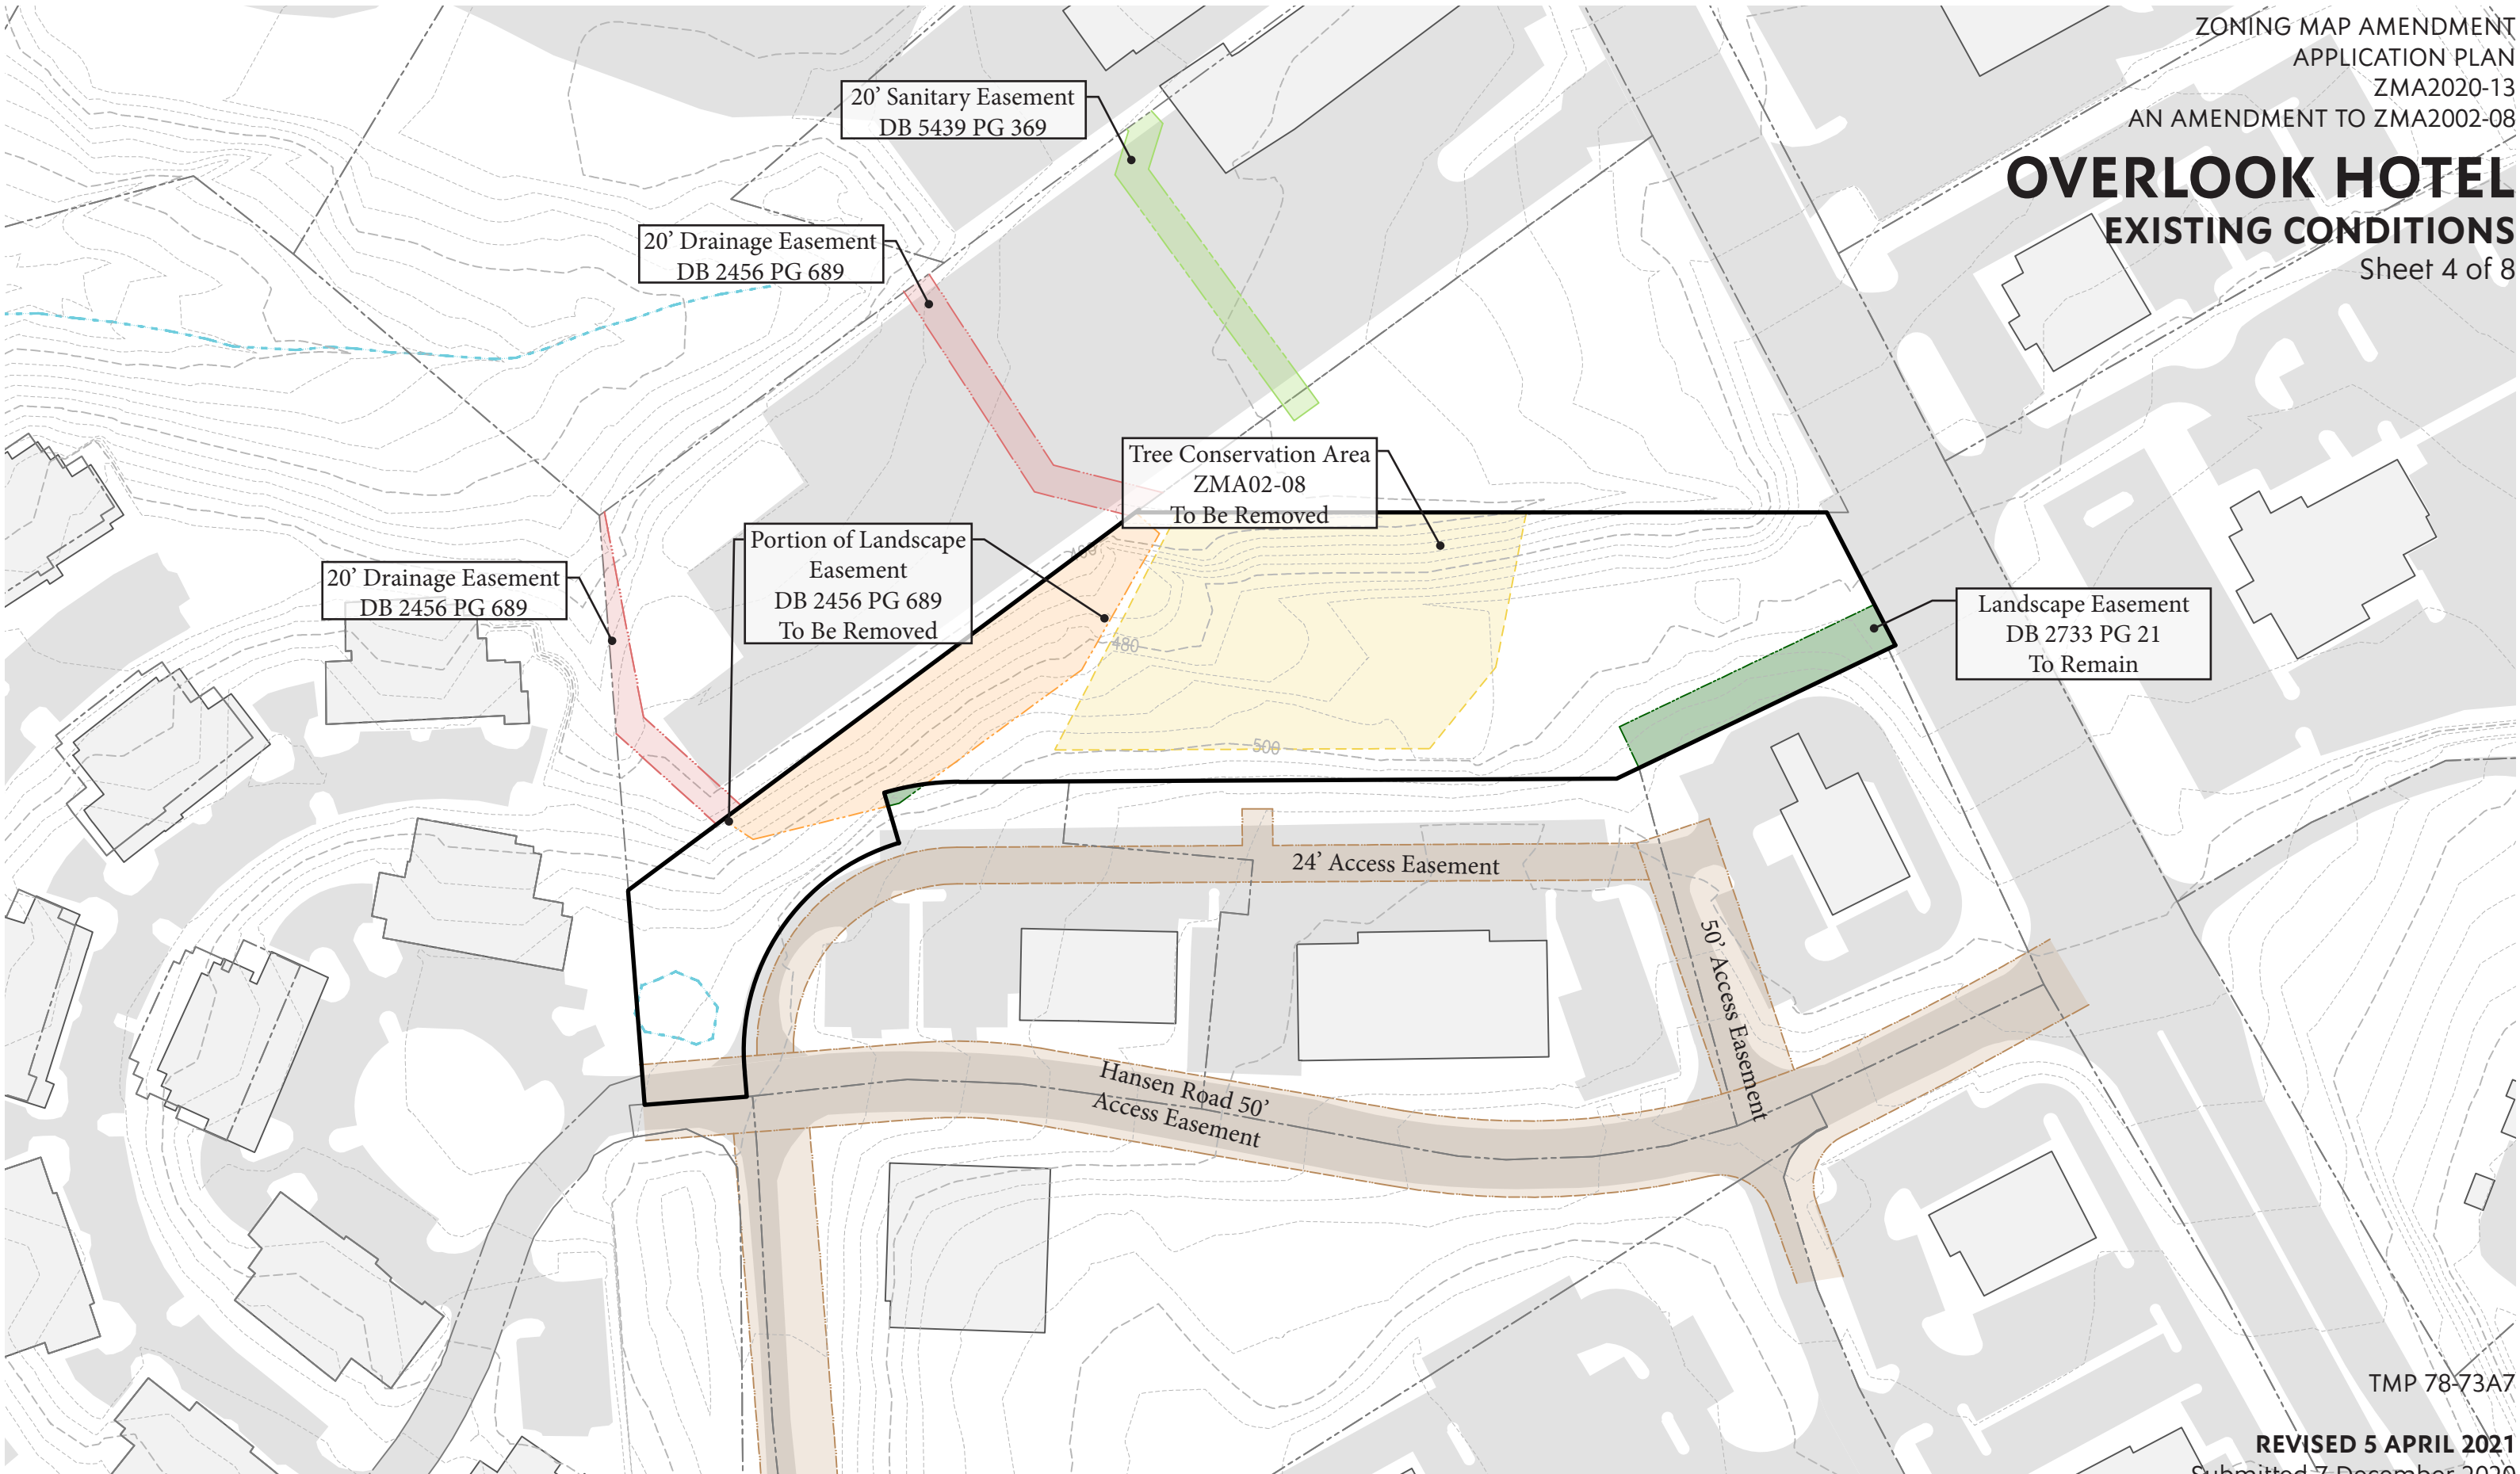 ZONING MAP AMENDMENT
APPLICATION PLAN
ZMA2020-13
AN AMENDMENT TO ZMA2002-08
OVERLOOK HOTEL
EXISTING CONDITIONS
Sheet 4 of 8
20’ Sanitary Easement
DB 5439 PG 369
20’ Drainage Easement
DB 2456 PG 689
Tree Conservation Area
ZMA02-08
To Be Removed
Portion of Landscape
Easement
DB 2456 PG 689
To Be Removed
20’ Drainage Easement
DB 2456 PG 689
Landscape Easement
DB 2733 PG 21
To Remain
480
500
24’ Access Easement
50’ Access Easement
Hansen Road 50’
Access Easement
TMP 78-73A7
REVISED 5 APRIL 2021
Submitted 7 December 2020